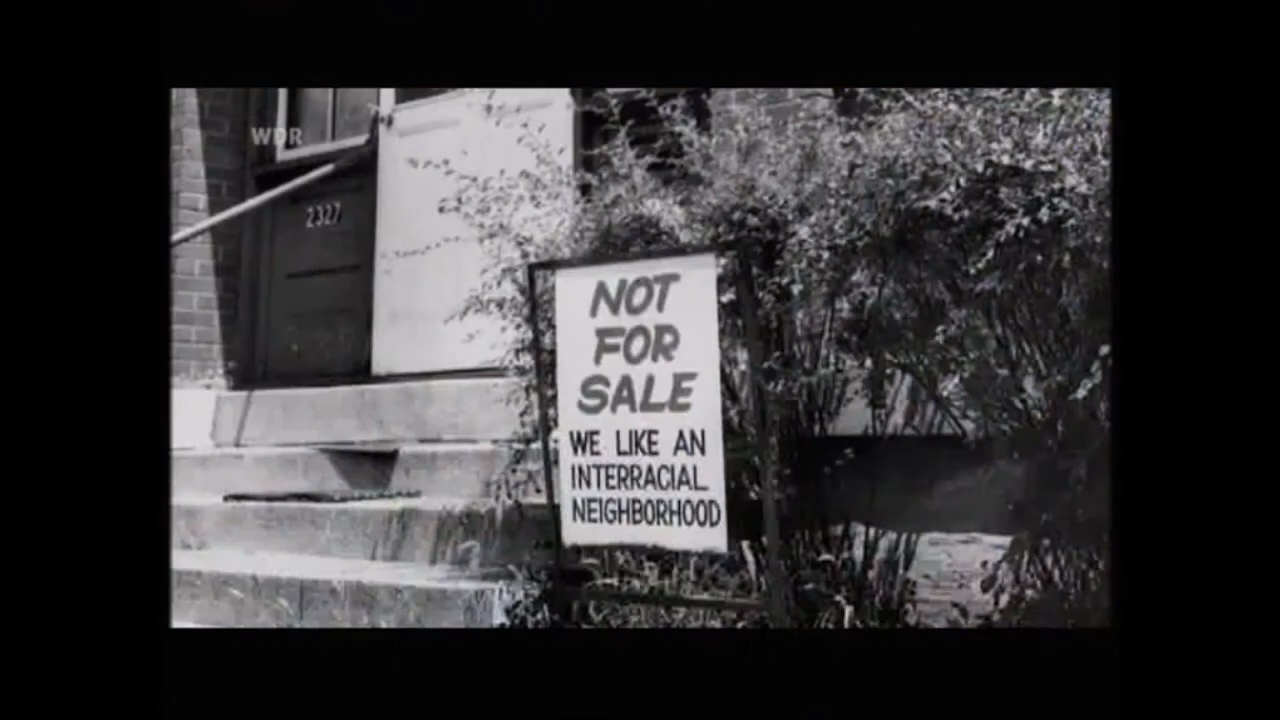 WDR
2327
NOT
FOR
SALE
WE LIKE AN
INTERRACIAL
NEIGHBORHOOD